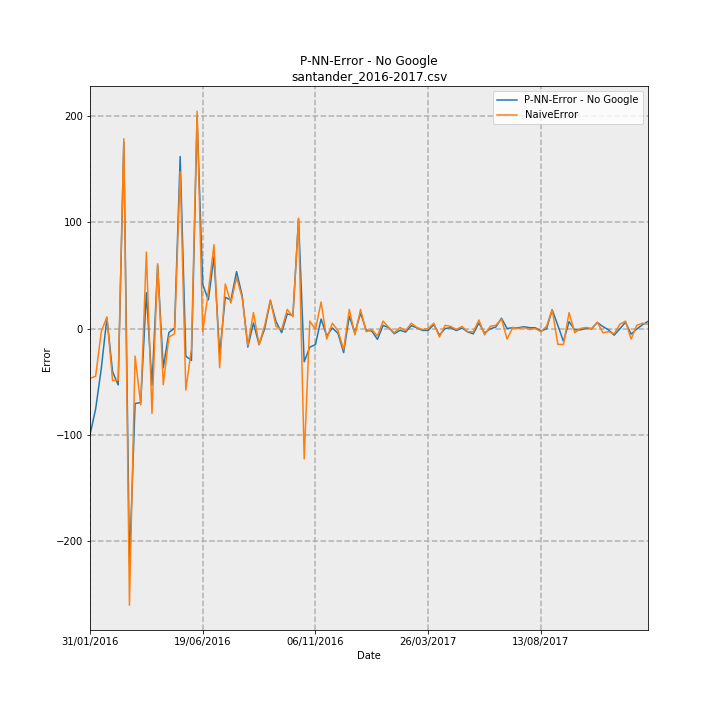 P-NN-Error - No Google
santander_2016-2017.csv
P-NN-Error - No Google
NaiveError
200
100
0
−100
−200
Error
31/01/2016 19/06/2016 06/11/2016 26/03/2017 13/08/2017
Date